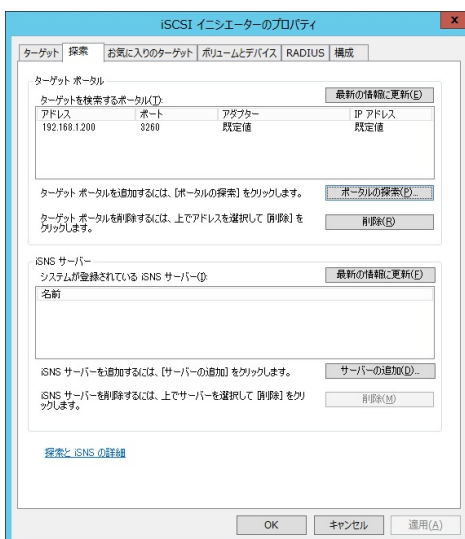 iSCSI イニシエーターのプロパティ
x
ターゲット 探索 お気に入りのターゲット ボリュームとデバイス RADIUS 構成
ターゲット ポータル
ターゲットを検索するポータル(T): 最新の情報に更新(E)
アドレス ポート アダプター IP アドレス
192.168.1.200 3260 既定値 既定値
ターゲット ポータルを追加するには、[ポータルの探索] をクリックします。 ポータルの探索(P)...
ターゲット ポータルを削除するには、上でアドレスを選択して [削除] を 削除(R)
クリックします。
iSNS サーバー
システムが登録されている iSNS サーバー(I): 最新の情報に更新(F)
名前
iSNS サーバーを追加するには、[サーバーの追加] をクリックします。 サーバーの追加(D)...
iSNS サーバーを削除するには、上でサーバーを選択して [削除] をクリ 削除(M)
ックします。
探索と iSNS の詳細
OK キャンセル 適用(A)